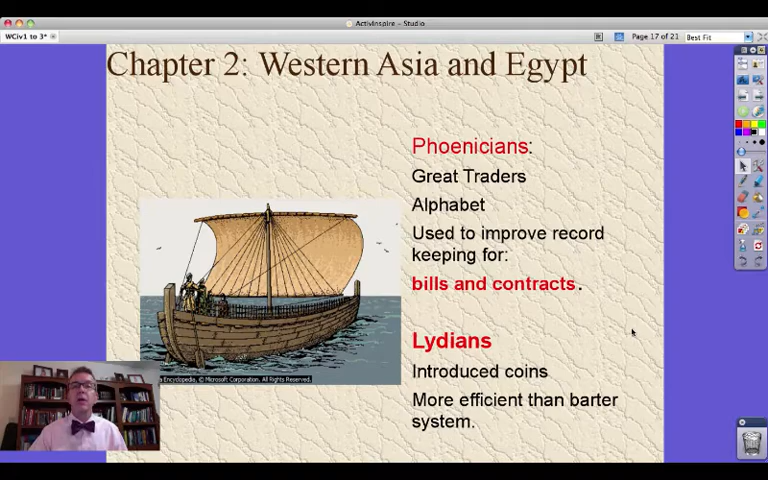 ActivInspire - Studio
WCiv1 to 3*
Page 17 of 21
Best Fit
Chapter 2: Western Asia and Egypt
Phoenicians:
Great Traders
Alphabet
Used to improve record
keeping for:
bills and contracts.
Lydians
Introduced coins
More efficient than barter
system.
Encyclopedia, © Microsoft Corporation. All Rights Reserved.